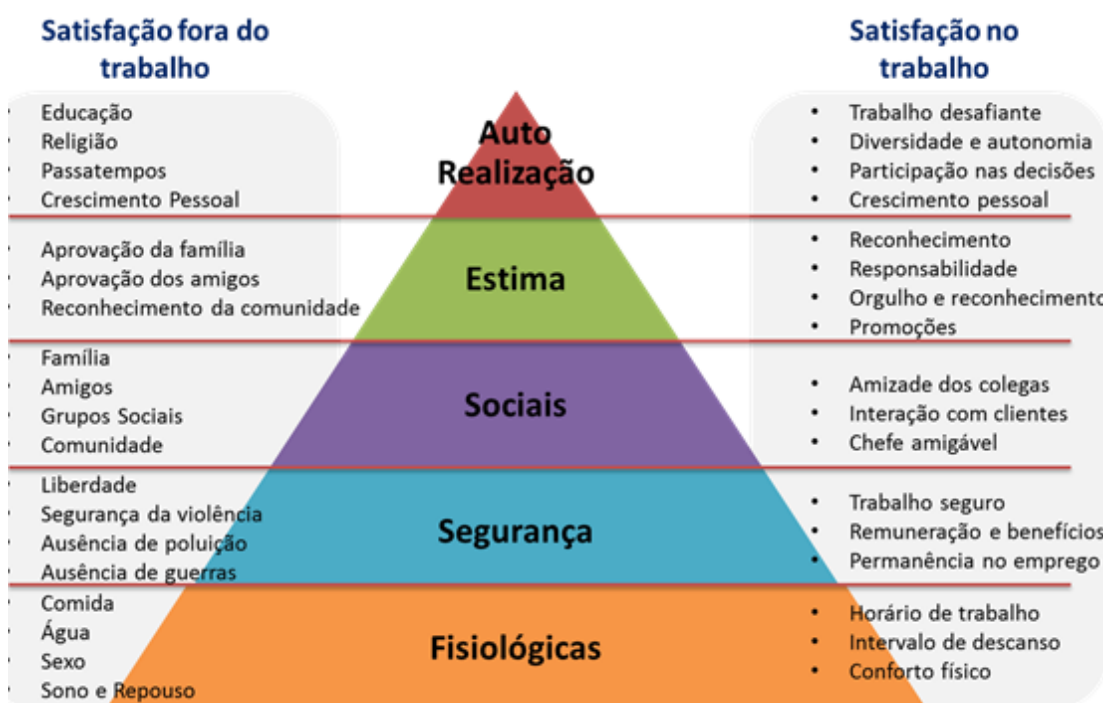 Satisfação fora do
trabalho
Educação
Religião
Passatempos
Crescimento Pessoal
Aprovação da família
Aprovação dos amigos
Reconhecimento da comunidade
Família
Amigos
Grupos Sociais
Comunidade
Liberdade
Segurança da violência
Ausência de poluição
Ausência de guerras
Comida
Água
Sexo
Sono e Repouso
Auto
Realização
Estima
Sociais
Segurança
Fisiológicas
Satisfação no
trabalho
• Trabalho desafiante
• Diversidade e autonomia
• Participação nas decisões
• Crescimento pessoal
• Reconhecimento
• Responsabilidade
• Orgulho e reconhecimento
• Promoções
• Amizade dos colegas
• Interação com clientes
• Chefe amigável
• Trabalho seguro
• Remuneração e benefícios
• Permanência no emprego
• Horário de trabalho
• Intervalo de descanso
• Conforto físico